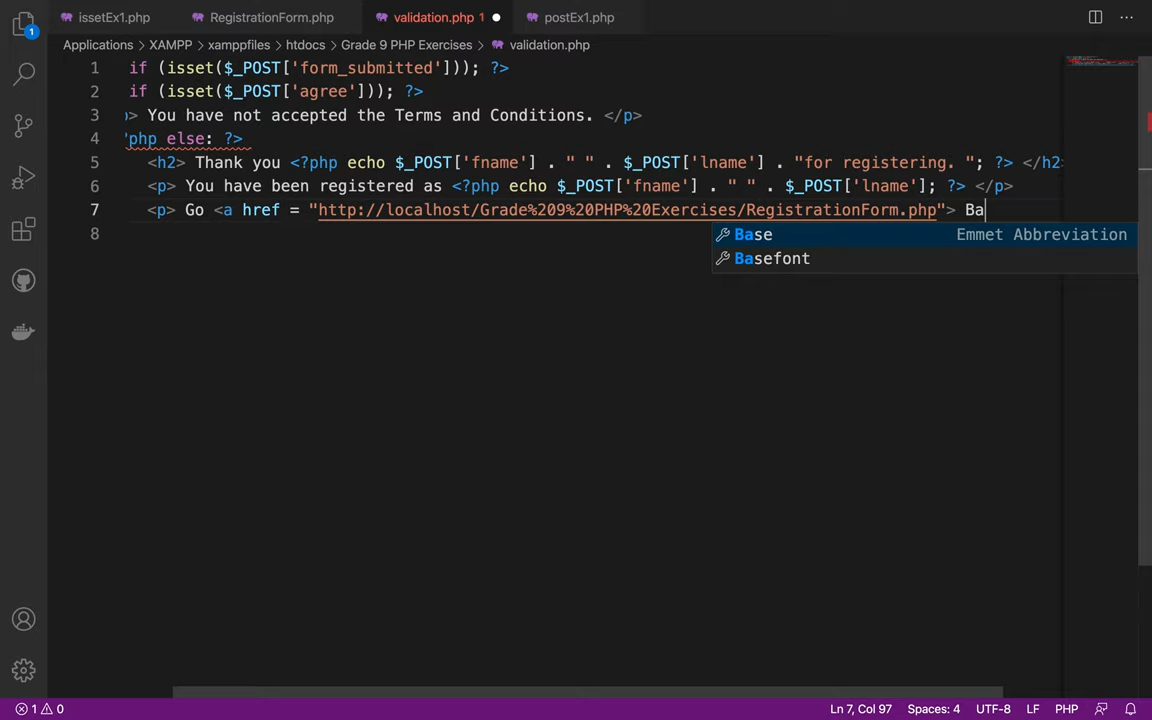 issetEx1.php RegistrationForm.php validation.php 1 postEx1.php
Applications > XAMPP > xamppfiles > htdocs > Grade 9 PHP Exercises > validation.php
1 if (isset($_POST['form_submitted'])); ?>
2 if (isset($_POST['agree'])); ?>
3 > You have not accepted the Terms and Conditions. </p>
4 'php else: ?>
5 <h2> Thank you <?php echo $_POST['fname'] . " " . $_POST['lname'] . "for registering. "; ?> </h2
6 <p> You have been registered as <?php echo $_POST['fname'] . " " . $_POST['lname']; ?> </p>
7 <p> Go <a href = "http://localhost/Grade%209%20PHP%20Exercises/RegistrationForm.php"> Ba
Base Emmet Abbreviation
8
Basefont
1
1 0 Ln 7, Col 97 Spaces: 4 UTF-8 LF PHP